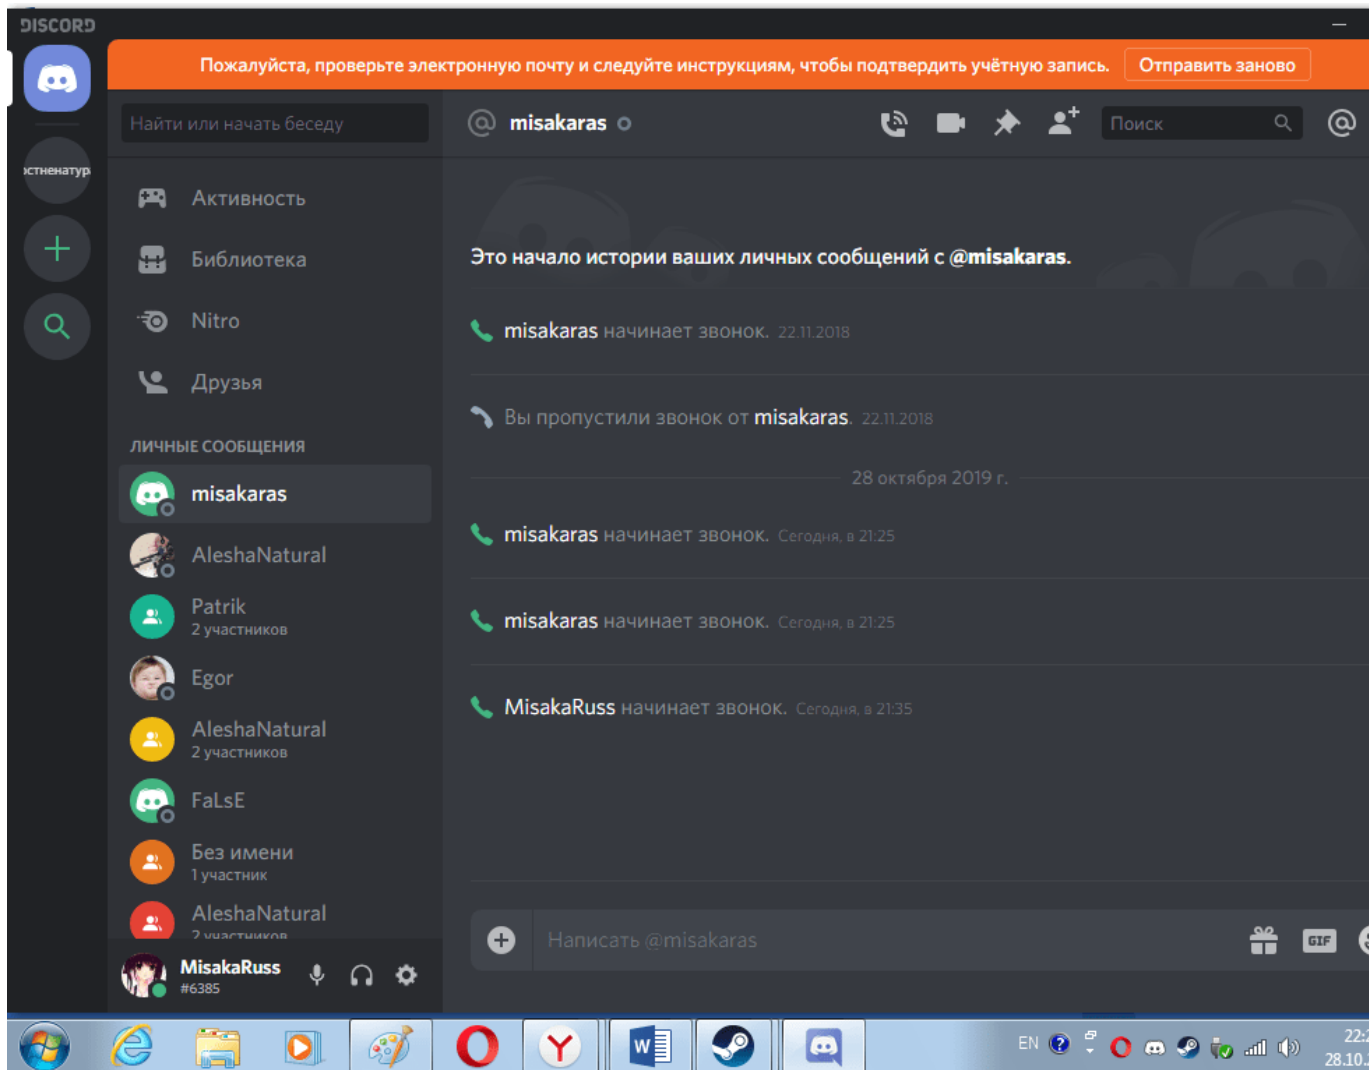 DISCORD
Пожалуйста, проверьте электронную почту и следуйте инструкциям, чтобы подтвердить учётную запись.
Отправить заново
Найти или начать беседу
misakaras
Поиск
Активность
Библиотека
Nitro
Друзья
ЛИЧНЫЕ СООБЩЕНИЯ
misakaras
AleshaNatural
Patrik
2 участников
Egor
AleshaNatural
2 участников
FaLsE
Без имени
1 участник
AleshaNatural
2 участников
MisakaRuss
#6385
Это начало истории ваших личных сообщений с @misakaras.
misakaras начинает звонок. 22.11.2018
Вы пропустили звонок от misakaras. 22.11.2018
28 октября 2019 г.
misakaras начинает звонок. Сегодня, в 21:25
misakaras начинает звонок. Сегодня, в 21:25
MisakaRuss начинает звонок. Сегодня, в 21:35
Написать @misakaras
GIF
EN